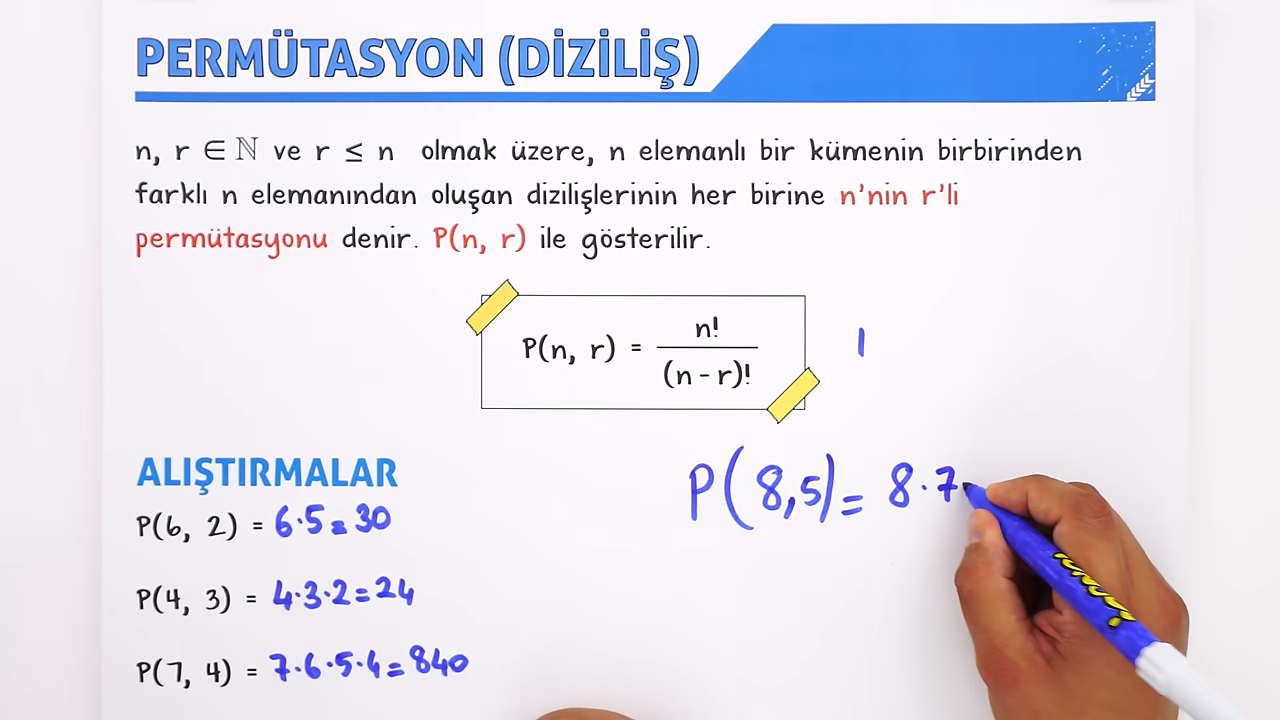 PERMÜTASYON (DİZİLİŞ)
n, r ∈ ℕ ve r ≤ n olmak üzere, n elemanlı bir kümenin birbirinden
farklı n elemanından oluşan dizilişlerinin her birine n'nin r'li
permütasyonu denir. P(n, r) ile gösterilir.
P(n, r) = n! / (n - r)!
ALIŞTIRMALAR
P(6, 2) = 6·5 = 30
P(4, 3) = 4·3·2 = 24
P(7, 4) = 7·6·5·4 = 840
P(8,5) = 8·7